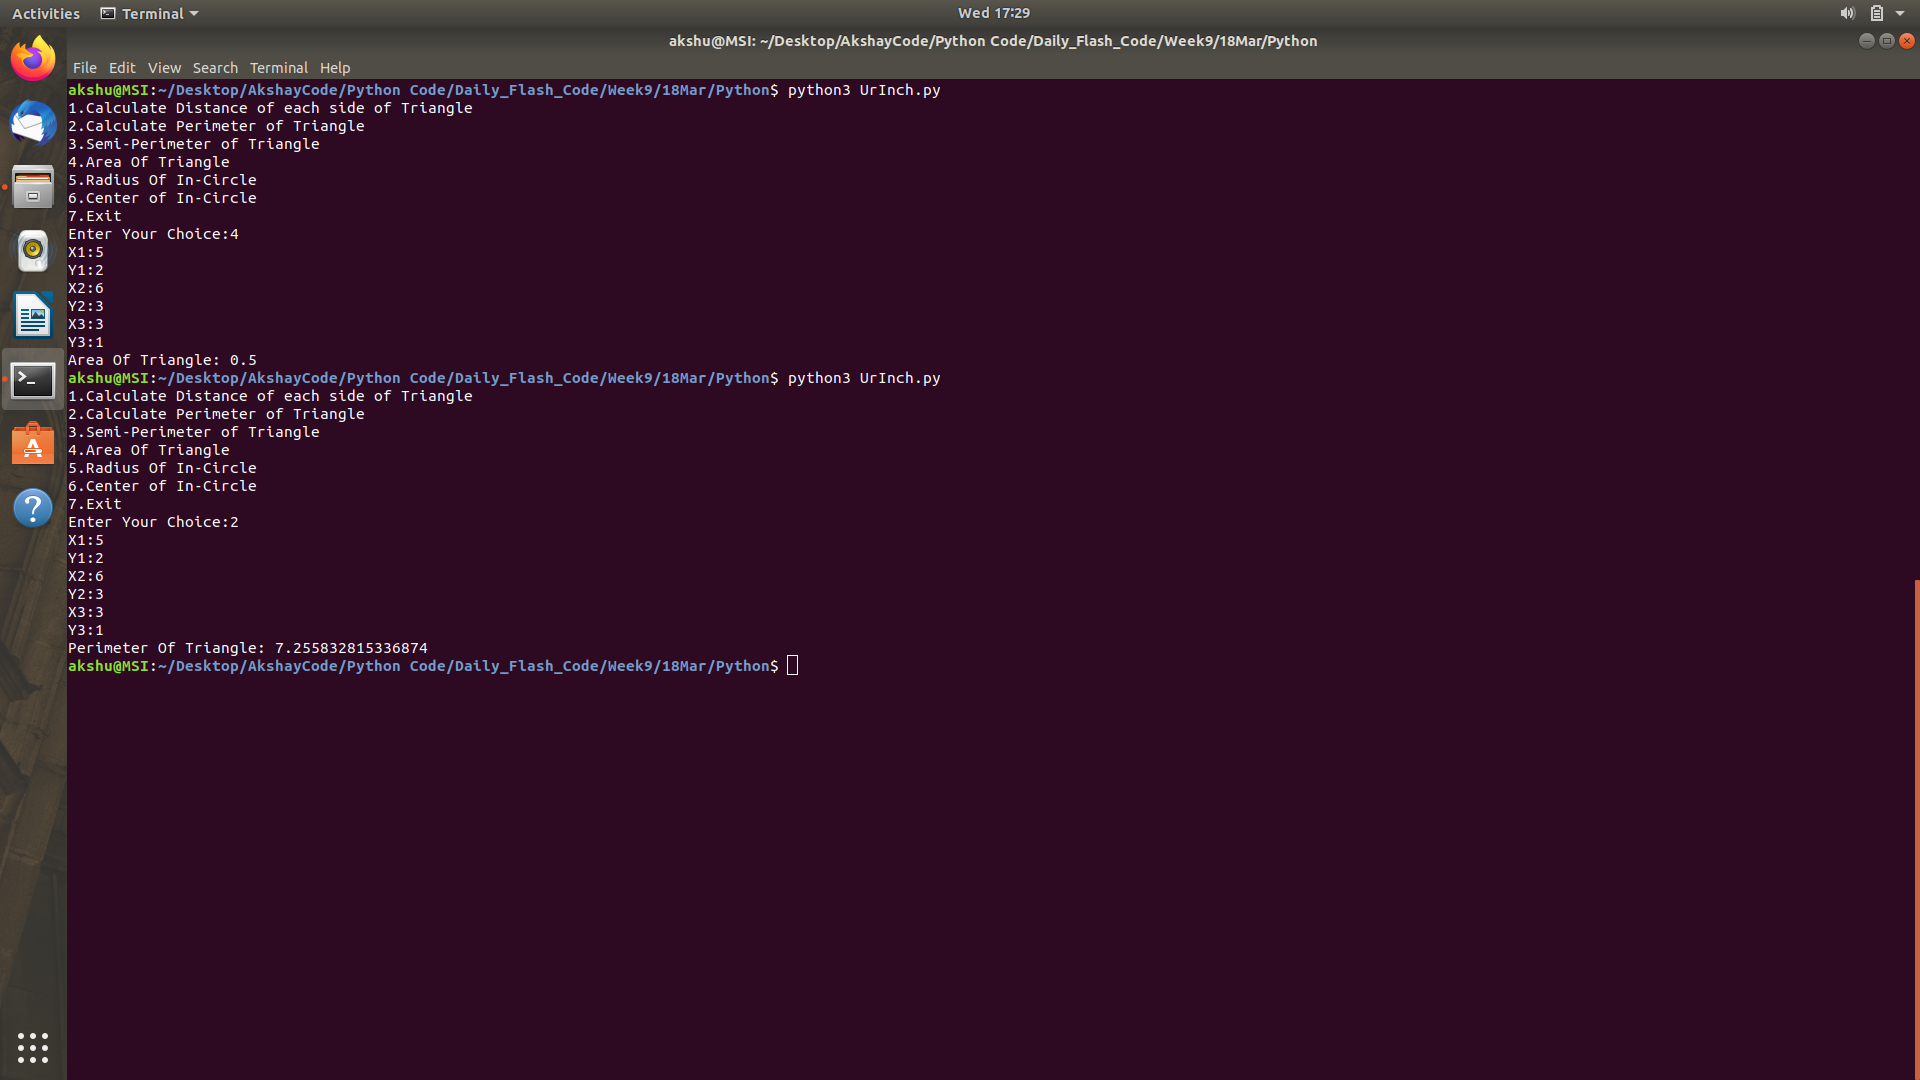 Activities
Terminal
Wed 17:29
akshu@MSI: ~/Desktop/AkshayCode/Python Code/Daily_Flash_Code/Week9/18Mar/Python
File Edit View Search Terminal Help
akshu@MSI:~/Desktop/AkshayCode/Python Code/Daily_Flash_Code/Week9/18Mar/Python$ python3 UrInch.py
1.Calculate Distance of each side of Triangle
2.Calculate Perimeter of Triangle
3.Semi-Perimeter of Triangle
4.Area Of Triangle
5.Radius Of In-Circle
6.Center of In-Circle
7.Exit
Enter Your Choice:4
X1:5
Y1:2
X2:6
Y2:3
X3:3
Y3:1
Area Of Triangle: 0.5
akshu@MSI:~/Desktop/AkshayCode/Python Code/Daily_Flash_Code/Week9/18Mar/Python$ python3 UrInch.py
1.Calculate Distance of each side of Triangle
2.Calculate Perimeter of Triangle
3.Semi-Perimeter of Triangle
4.Area Of Triangle
5.Radius Of In-Circle
6.Center of In-Circle
7.Exit
Enter Your Choice:2
X1:5
Y1:2
X2:6
Y2:3
X3:3
Y3:1
Perimeter Of Triangle: 7.255832815336874
akshu@MSI:~/Desktop/AkshayCode/Python Code/Daily_Flash_Code/Week9/18Mar/Python$